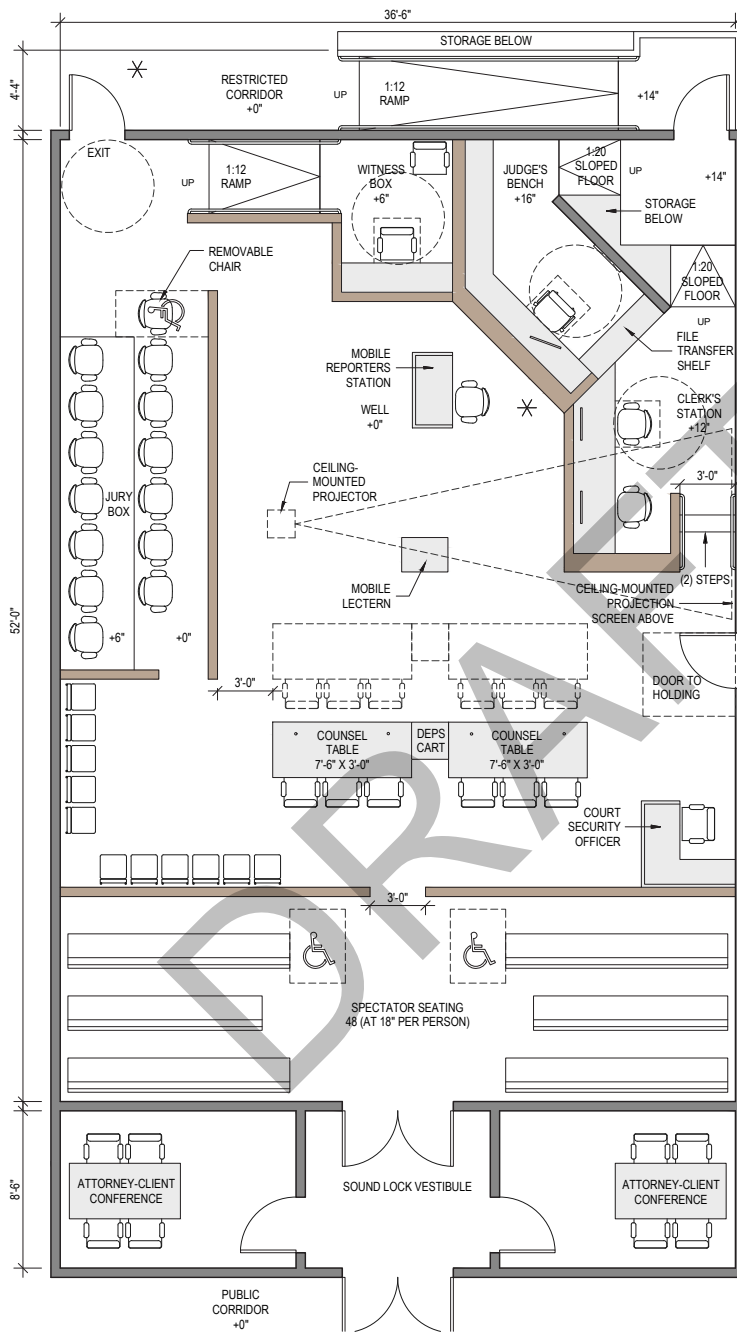 36'-6"
STORAGE BELOW
4'-4"
RESTRICTED
CORRIDOR
+0"
UP
1:12
RAMP
+14"
EXIT
UP
1:12
RAMP
WITNESS
BOX
+6"
JUDGE'S
BENCH
+16"
1:20
SLOPED
FLOOR
UP
+14"
STORAGE
BELOW
REMOVABLE
CHAIR
1:20
SLOPED
FLOOR
UP
FILE
TRANSFER
SHELF
MOBILE
REPORTERS
STATION
WELL
+0"
CLERK'S
STATION
+12"
3'-0"
CEILING-
MOUNTED
PROJECTOR
JURY
BOX
52'-0"
MOBILE
LECTERN
(2) STEPS
CEILING-MOUNTED
PROJECTION
SCREEN ABOVE
+6"
+0"
3'-0"
DOOR TO
HOLDING
COUNSEL
TABLE
7'-6" X 3'-0"
DEPS
CART
COUNSEL
TABLE
7'-6" X 3'-0"
COURT
SECURITY
OFFICER
3'-0"
SPECTATOR SEATING
48 (AT 18" PER PERSON)
8'-6"
ATTORNEY-CLIENT
CONFERENCE
SOUND LOCK VESTIBULE
ATTORNEY-CLIENT
CONFERENCE
PUBLIC
CORRIDOR
+0"
DRAFT